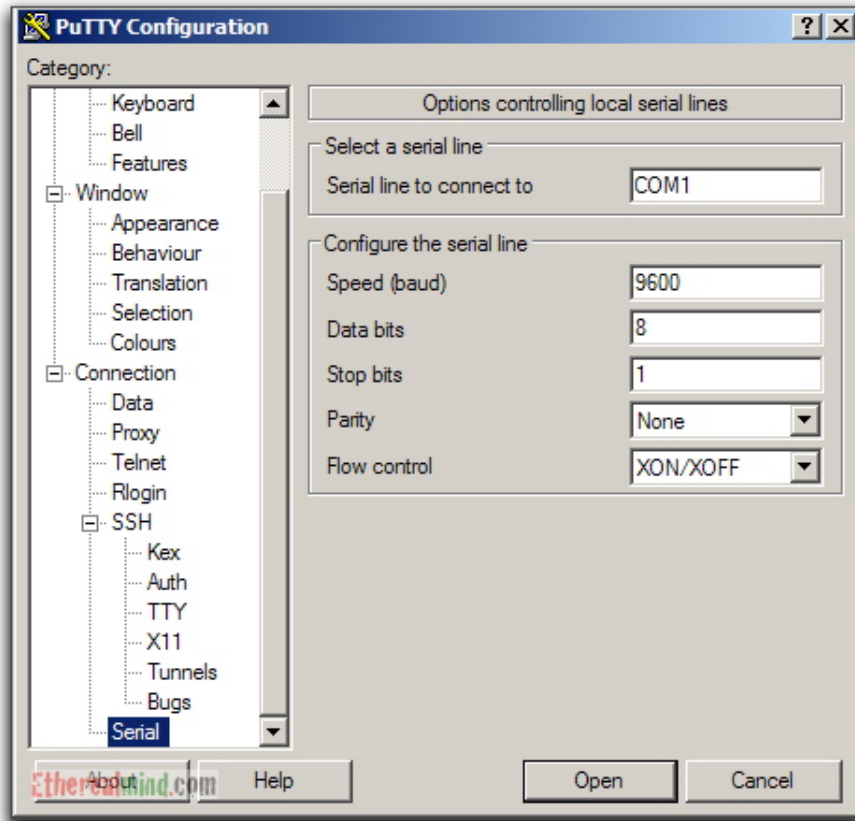 PuTTY Configuration
Category:
Keyboard
Bell
Features
Window
Appearance
Behaviour
Translation
Selection
Colours
Connection
Data
Proxy
Telnet
Rlogin
SSH
Kex
Auth
TTY
X11
Tunnels
Bugs
Serial
Options controlling local serial lines
Select a serial line
Serial line to connect to COM1
Configure the serial line
Speed (baud) 9600
Data bits 8
Stop bits 1
Parity None
Flow control XON/XOFF
About Help Open Cancel
Etherealmind.com